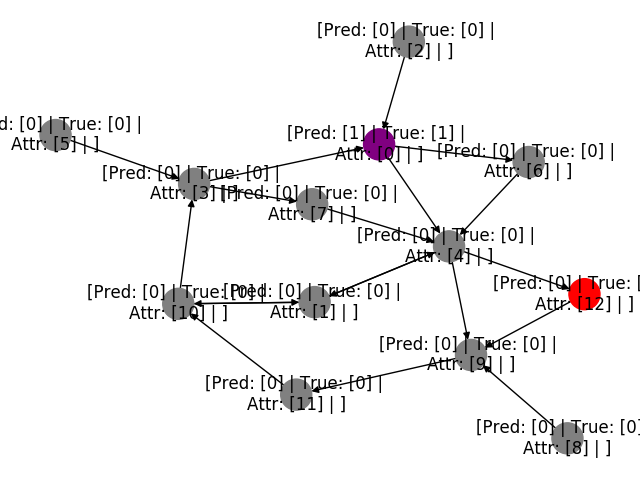 [Pred: [0] | True: [0] |
Attr: [2] | ]
d: [0] | True: [0] |
Attr: [5] | ]
[Pred: [1] | True: [1] |
Attr: [0] | ]
[Pred: [0] | True: [0] |
Attr: [6] | ]
[Pred: [0] | True: [0] |
Attr: [3] | ]
[Pred: [0] | True: [0] |
Attr: [7] | ]
[Pred: [0] | True: [0] |
Attr: [4] | ]
[Pred: [0] | True: [0] |
Attr: [10] | ]
[Pred: [0] | True: [0] |
Attr: [1] | ]
[Pred: [0] | True: [
Attr: [12] | ]
[Pred: [0] | True: [0] |
Attr: [9] | ]
[Pred: [0] | True: [0] |
Attr: [11] | ]
[Pred: [0] | True: [0]
Attr: [8] | ]